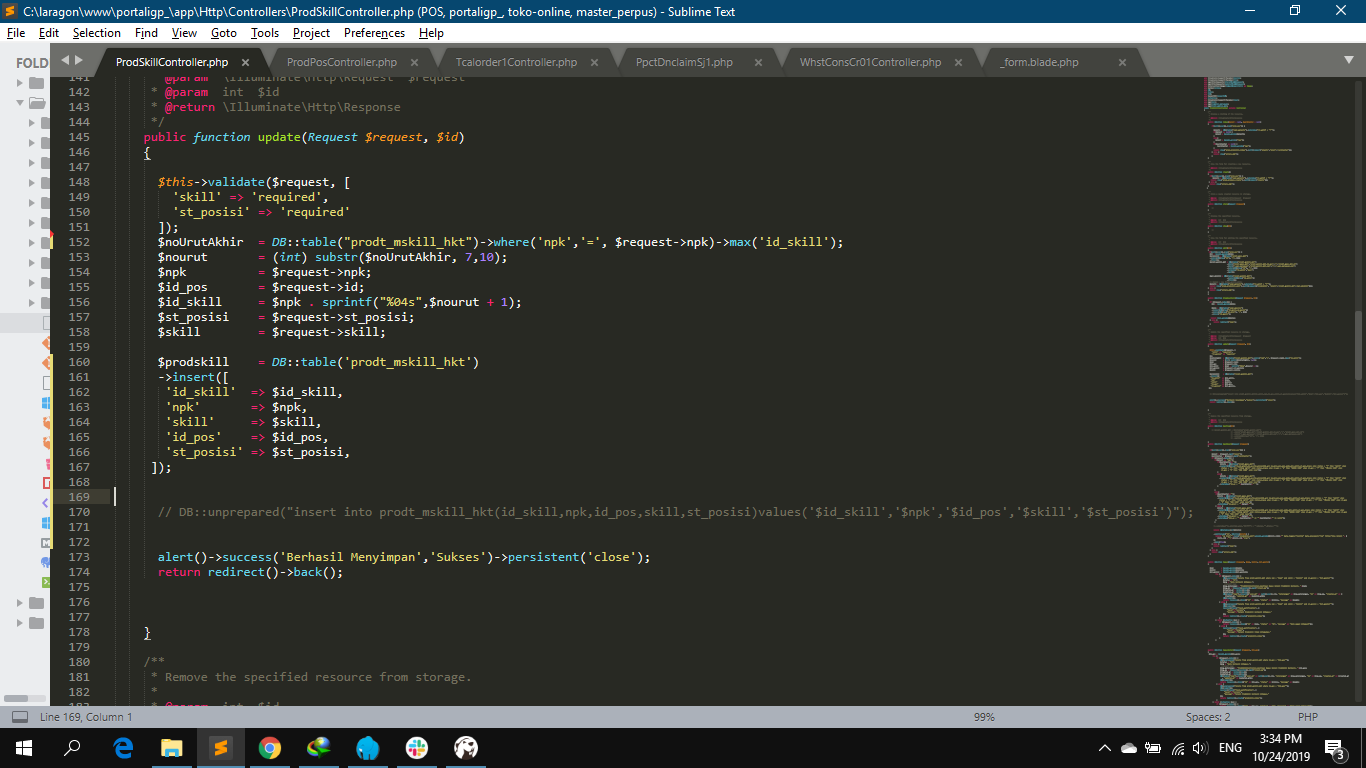 C:\laragon\www\portaligp_\app\Http\Controllers\ProdSkillController.php (POS, portaligp_, toko-online, master_perpus) - Sublime Text
File Edit Selection Find View Goto Tools Project Preferences Help
FOLD
ProdSkillController.php × ProdPosController.php × Tcalorder1Controller.php × PpctDnclaimSj1.php × WhstConsCr01Controller.php × _form.blade.php ×
141 * @param \Illuminate\Http\Request $request
142 * @param int $id
143 * @return \Illuminate\Http\Response
144 */
145 public function update(Request $request, $id)
146 {
147
148 $this->validate($request, [
149 'skill' => 'required',
150 'st_posisi' => 'required'
151 ]);
152 $noUrutAkhir = DB::table("prodt_mskill_hkt")->where('npk','=', $request->npk)->max('id_skill');
153 $nourut = (int) substr($noUrutAkhir, 7,10);
154 $npk = $request->npk;
155 $id_pos = $request->id;
156 $id_skill = $npk . sprintf("%04s",$nourut + 1);
157 $st_posisi = $request->st_posisi;
158 $skill = $request->skill;
159
160 $prodskill = DB::table('prodt_mskill_hkt')
161 ->insert([
162 'id_skill' => $id_skill,
163 'npk' => $npk,
164 'skill' => $skill,
165 'id_pos' => $id_pos,
166 'st_posisi' => $st_posisi,
167 ]);
168
169
170 // DB::unprepared("insert into prodt_mskill_hkt(id_skill,npk,id_pos,skill,st_posisi)values('$id_skill','$npk','$id_pos','$skill','$st_posisi')");
171
172
173 alert()->success('Berhasil Menyimpan','Sukses')->persistent('close');
174 return redirect()->back();
175
176
177
178 }
179
180 /**
181 * Remove the specified resource from storage.
182 *
* @param int $id
Line 169, Column 1 99% Spaces: 2 PHP
ENG
3:34 PM
10/24/2019
3